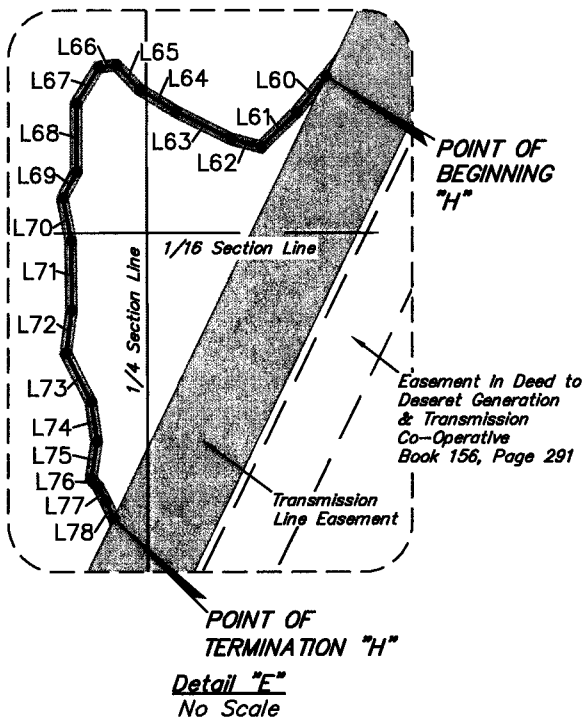 L66
L65
L67
L64
L60
L61
L68
L63
L62
POINT OF
BEGINNING
"H"
L69
L70
1/16 Section Line
L71
1/4 Section Line
L72
L73
Easement In Deed to
Deseret Generation
& Transmission
Co-Operative
Book 156, Page 291
L74
L75
L76
L77
L78
Transmission
Line Easement
POINT OF
TERMINATION "H"
Detail "E"
No Scale